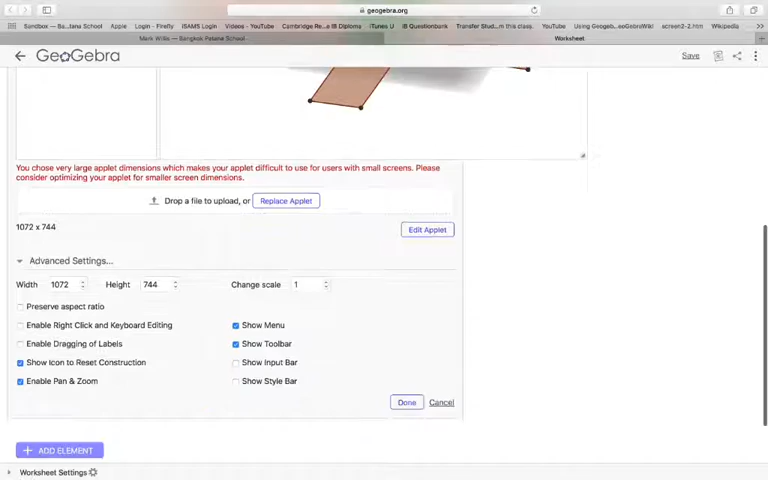 geogebra.org
Sandbox — Ba...tana School Apple Login - Firefly iSAMS Login Videos - YouTube Cambridge Re...e IB Diploma iTunes U IB Questionbank Transfer Stud...m this class. YouTube Using Geogeb...eoGebraWiki screen2-2.htm Wikipedia
Mark Willis — Bangkok Patana School Worksheet
GeoGebra Save
You chose very large applet dimensions which makes your applet difficult to use for users with small screens. Please
consider optimizing your applet for smaller screen dimensions.
Drop a file to upload, or Replace Applet
1072 x 744 Edit Applet
Advanced Settings...
Width 1072 Height 744 Change scale 1
Preserve aspect ratio
Enable Right Click and Keyboard Editing Show Menu
Enable Dragging of Labels Show Toolbar
Show Icon to Reset Construction Show Input Bar
Enable Pan & Zoom Show Style Bar
Done Cancel
+ ADD ELEMENT
Worksheet Settings